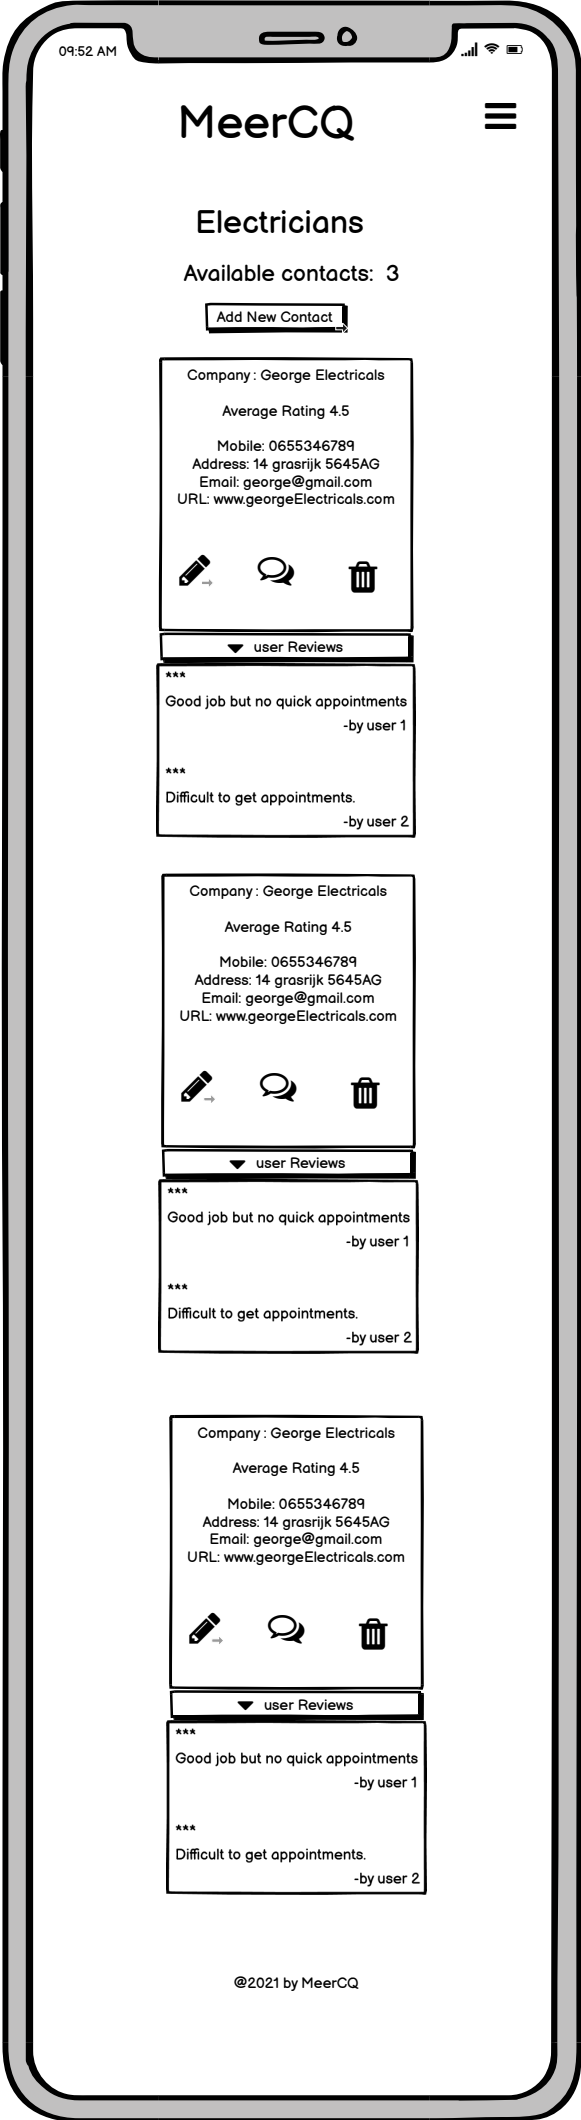 09:52 AM
MeerCQ
Electricians
Available contacts: 3
Add New Contact
Company : George Electricals
Average Rating 4.5
Mobile: 0655346789
Address: 14 grasrijk 5645AG
Email: george@gmail.com
URL: www.georgeElectricals.com
user Reviews
***
Good job but no quick appointments
-by user 1
***
Difficult to get appointments.
-by user 2
Company : George Electricals
Average Rating 4.5
Mobile: 0655346789
Address: 14 grasrijk 5645AG
Email: george@gmail.com
URL: www.georgeElectricals.com
user Reviews
***
Good job but no quick appointments
-by user 1
***
Difficult to get appointments.
-by user 2
Company : George Electricals
Average Rating 4.5
Mobile: 0655346789
Address: 14 grasrijk 5645AG
Email: george@gmail.com
URL: www.georgeElectricals.com
user Reviews
***
Good job but no quick appointments
-by user 1
***
Difficult to get appointments.
-by user 2
@2021 by MeerCQ